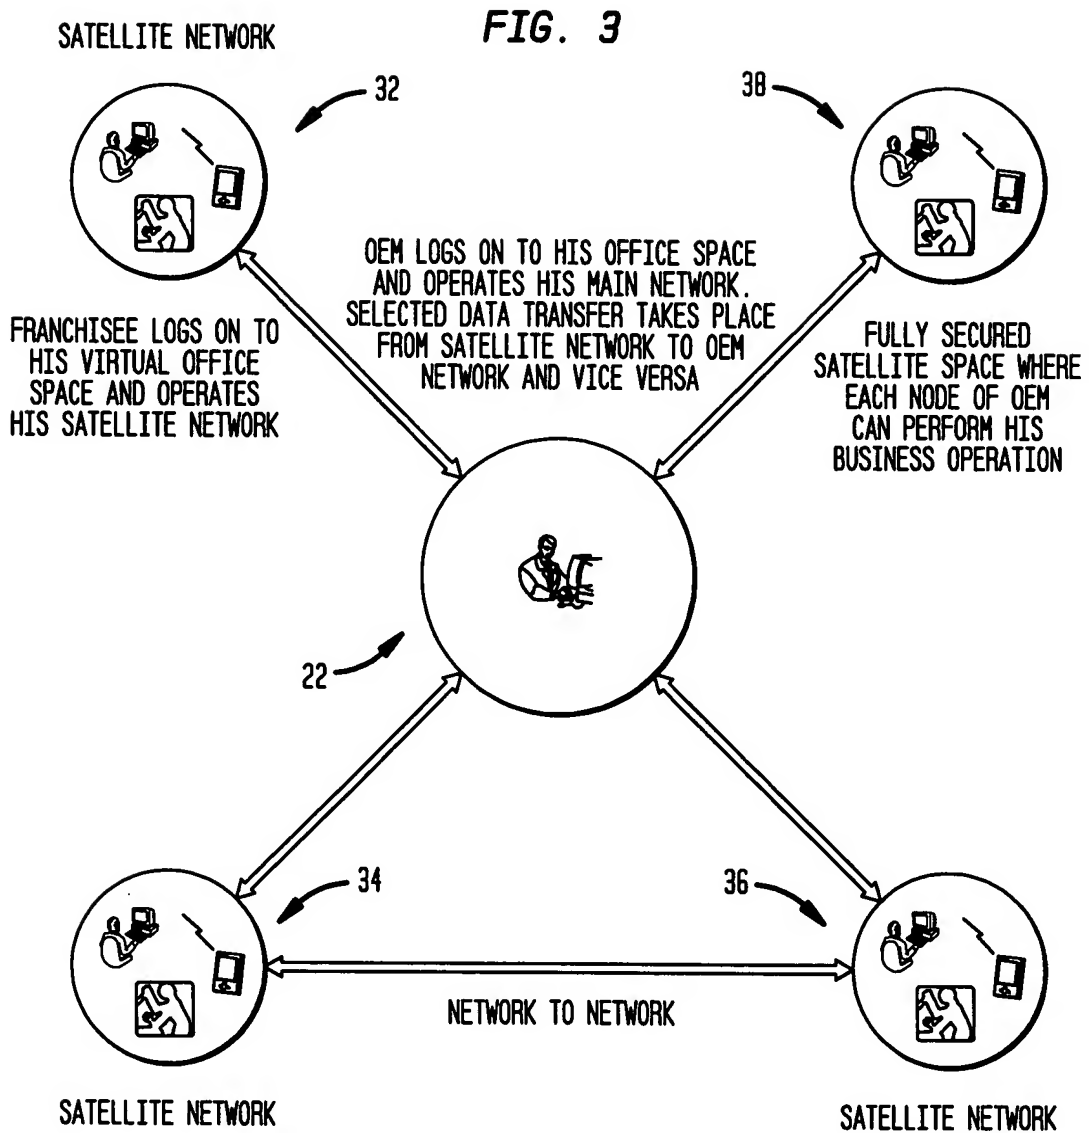 FIG. 3
SATELLITE NETWORK
32
38
OEM LOGS ON TO HIS OFFICE SPACE
AND OPERATES HIS MAIN NETWORK.
SELECTED DATA TRANSFER TAKES PLACE
FROM SATELLITE NETWORK TO OEM
NETWORK AND VICE VERSA
FRANCHISEE LOGS ON TO
HIS VIRTUAL OFFICE
SPACE AND OPERATES
HIS SATELLITE NETWORK
FULLY SECURED
SATELLITE SPACE WHERE
EACH NODE OF OEM
CAN PERFORM HIS
BUSINESS OPERATION
22
34
36
NETWORK TO NETWORK
SATELLITE NETWORK
SATELLITE NETWORK